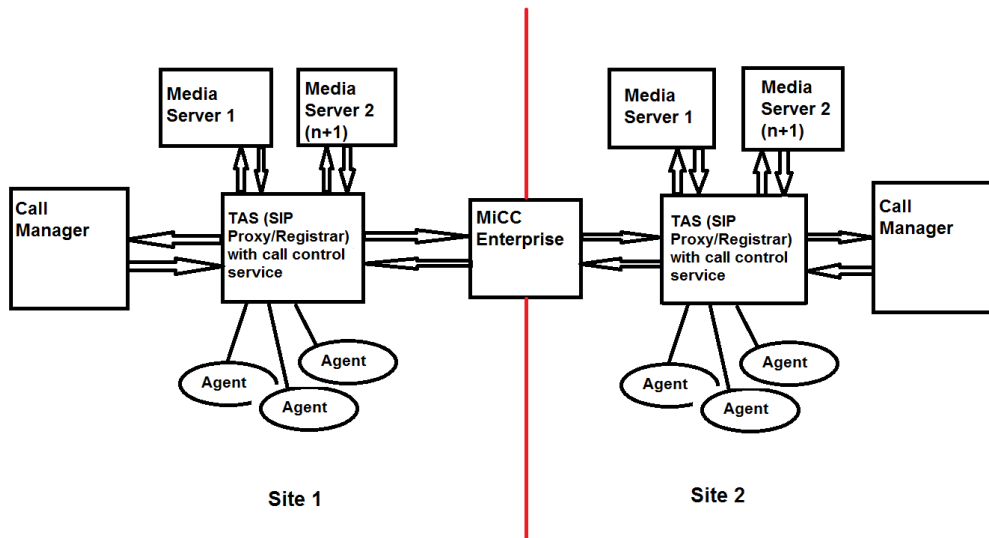 Media
Server 1
Media
Server 2
(n+1)
Call
Manager
TAS (SIP
Proxy/Registrar)
with call control
service
Agent
Agent
Agent
MiCC
Enterprise
Media
Server 1
Media
Server 2
(n+1)
TAS (SIP
Proxy/Registrar)
with call control
service
Call
Manager
Agent
Agent
Agent
Site 1
Site 2